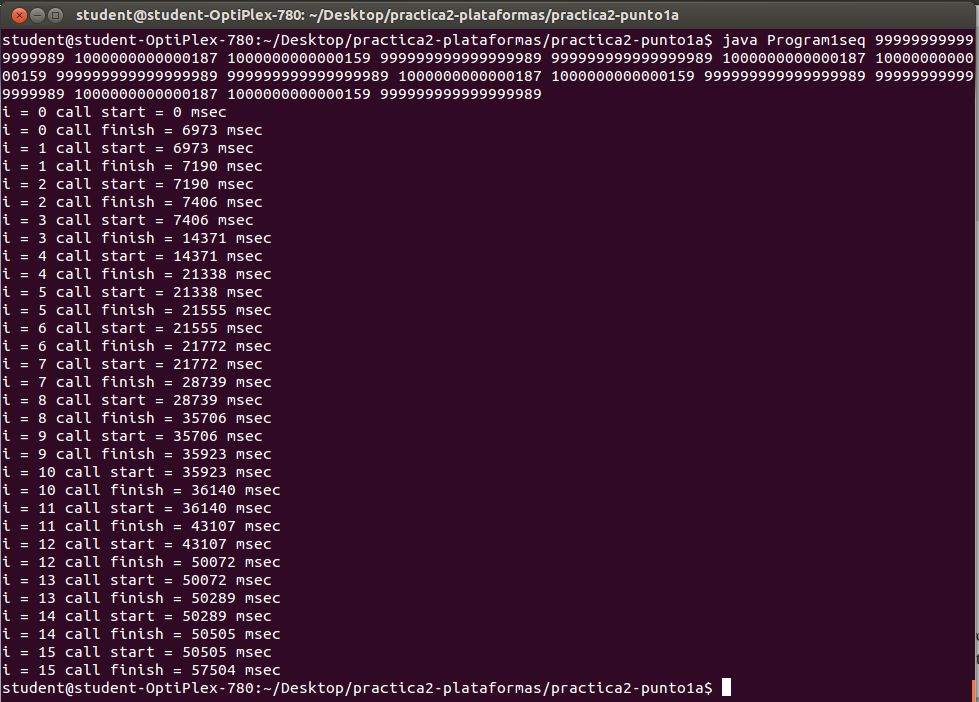 student@student-OptiPlex-780: ~/Desktop/practica2-plataformas/practica2-punto1a
student@student-OptiPlex-780:~/Desktop/practica2-plataformas/practica2-punto1a$ java Program1seq 99999999999
9999989 1000000000000187 1000000000000159 999999999999999989 999999999999999989 1000000000000187 10000000000
00159 999999999999999989 999999999999999989 1000000000000187 1000000000000159 999999999999999989 99999999999
9999989 1000000000000187 1000000000000159 999999999999999989
i = 0 call start = 0 msec
i = 0 call finish = 6973 msec
i = 1 call start = 6973 msec
i = 1 call finish = 7190 msec
i = 2 call start = 7190 msec
i = 2 call finish = 7406 msec
i = 3 call start = 7406 msec
i = 3 call finish = 14371 msec
i = 4 call start = 14371 msec
i = 4 call finish = 21338 msec
i = 5 call start = 21338 msec
i = 5 call finish = 21555 msec
i = 6 call start = 21555 msec
i = 6 call finish = 21772 msec
i = 7 call start = 21772 msec
i = 7 call finish = 28739 msec
i = 8 call start = 28739 msec
i = 8 call finish = 35706 msec
i = 9 call start = 35706 msec
i = 9 call finish = 35923 msec
i = 10 call start = 35923 msec
i = 10 call finish = 36140 msec
i = 11 call start = 36140 msec
i = 11 call finish = 43107 msec
i = 12 call start = 43107 msec
i = 12 call finish = 50072 msec
i = 13 call start = 50072 msec
i = 13 call finish = 50289 msec
i = 14 call start = 50289 msec
i = 14 call finish = 50505 msec
i = 15 call start = 50505 msec
i = 15 call finish = 57504 msec
student@student-OptiPlex-780:~/Desktop/practica2-plataformas/practica2-punto1a$